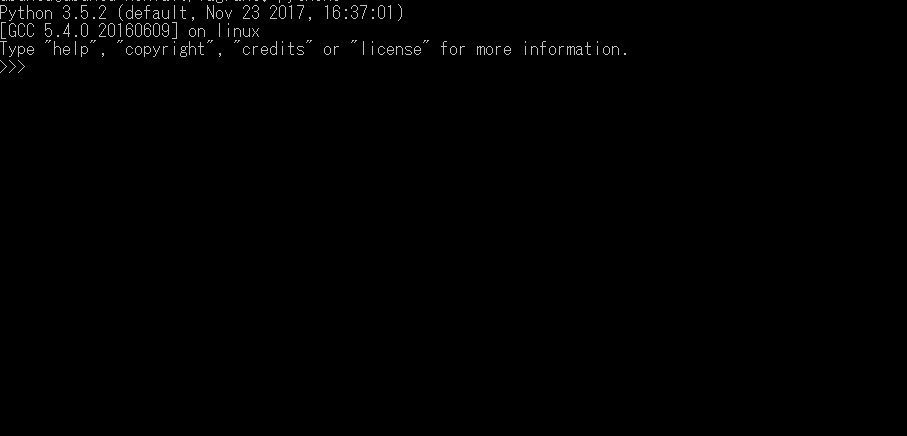 Python 3.5.2 (default, Nov 23 2017, 16:37:01)
[GCC 5.4.0 20160609] on linux
Type "help", "copyright", "credits" or "license" for more information.
>>>